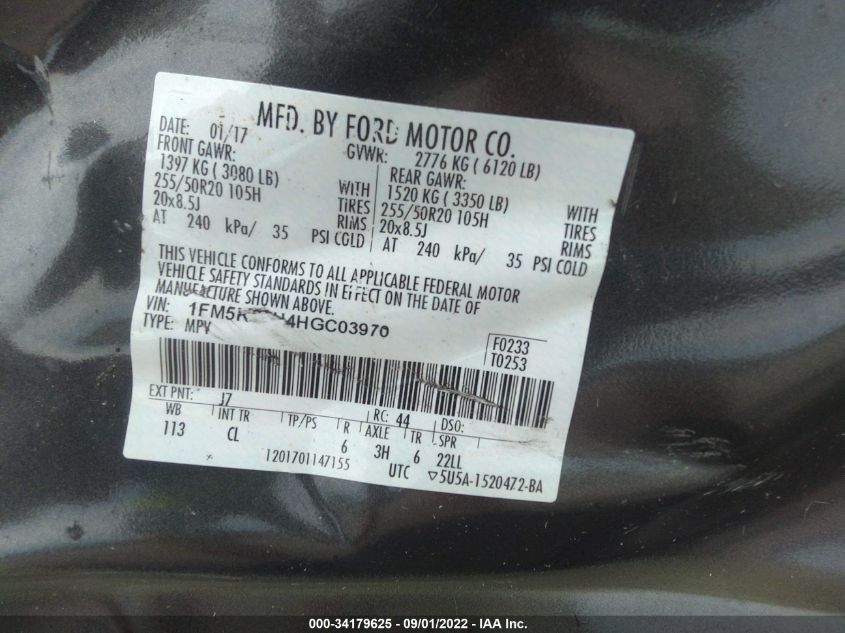 MFD. BY FORD MOTOR CO.
DATE: 01/17
GVWR: 2776 KG ( 6120 LB)
FRONT GAWR:
1397 KG ( 3080 LB)
WITH
255/50R20 105H
TIRES
20x8.5J
RIMS
AT 240 kPa/ 35 PSI COLD
REAR GAWR:
1520 KG ( 3350 LB)
WITH
255/50R20 105H
TIRES
20x8.5J
RIMS
AT 240 kPa/ 35 PSI COLD
THIS VEHICLE CONFORMS TO ALL APPLICABLE FEDERAL MOTOR
VEHICLE SAFETY STANDARDS IN EFFECT ON THE DATE OF
MANUFACTURE SHOWN ABOVE.
VIN:
TYPE: MPV
F0233
T0253
EXT PNT: J7
RC: 44
DSO:
WB
INT TR
TP/PS
R
AXLE
TR
SPR
113
CL
6
3H
6
22LL
1201701147155
UTC
5U5A-1520472-BA
000-34179625 - 09/01/2022 - IAA Inc.